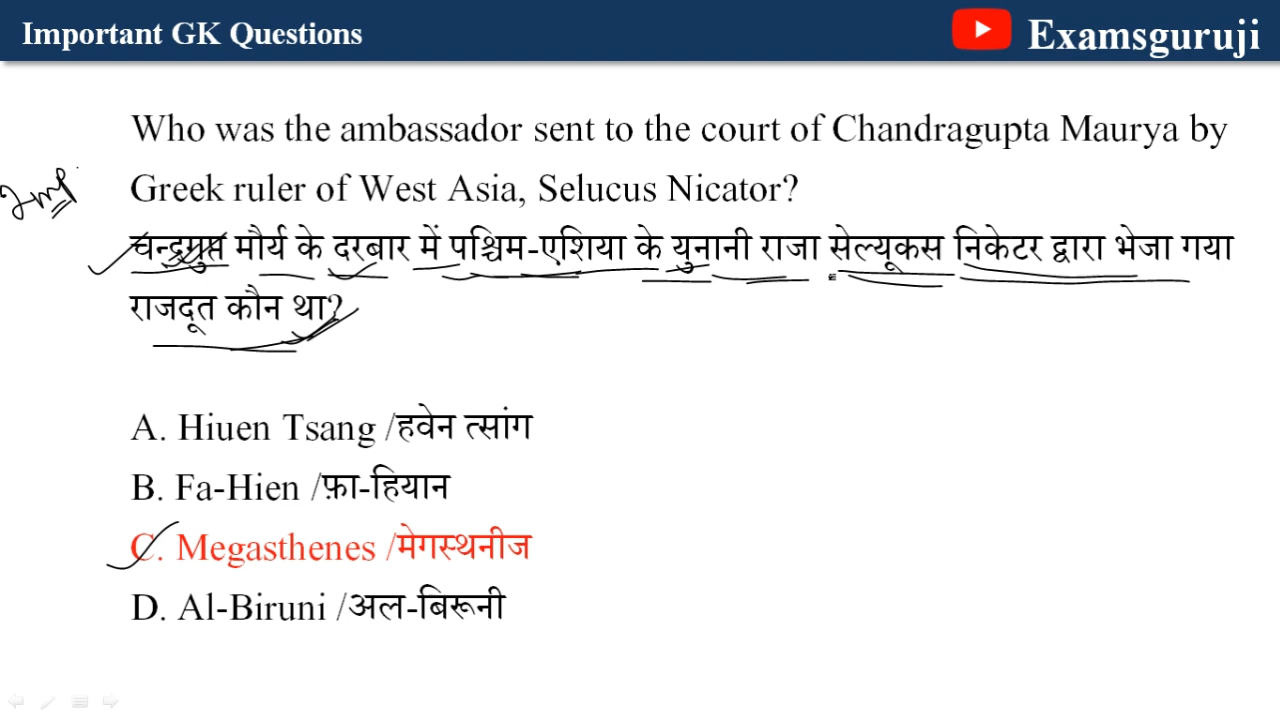 Important GK Questions
Examsguruji
Who was the ambassador sent to the court of Chandragupta Maurya by
Greek ruler of West Asia, Selucus Nicator?
Imp
चन्द्रगुप्त मौर्य के दरबार में पश्चिम-एशिया के युनानी राजा सेल्यूकस निकेटर द्वारा भेजा गया
राजदूत कौन था?
A. Hiuen Tsang /हवेन त्सांग
B. Fa-Hien /फ़ा-हियान
C. Megasthenes /मेगस्थनीज
D. Al-Biruni /अल-बिरूनी